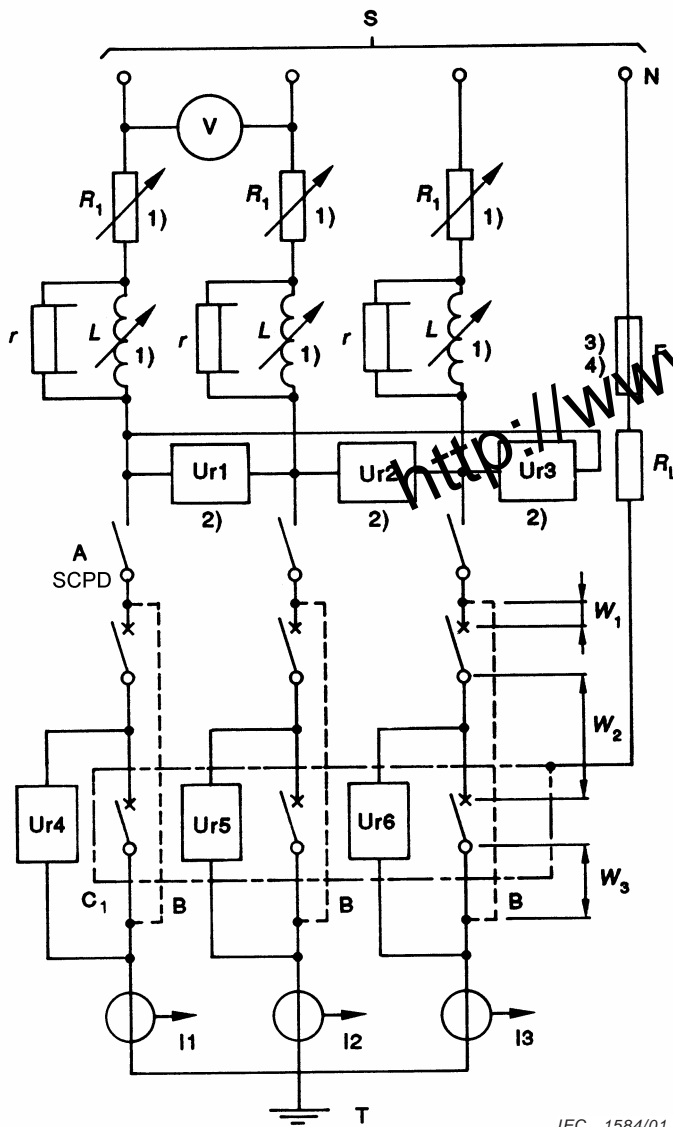 S
N
V
R1 1)
R1 1)
R1 1)
r L 1)
r L 1)
r L 1)
3)
4)
F
http://www
Ur1
Ur2
Ur3
2)
2)
2)
RL
A
SCPD
W1
W2
Ur4
Ur5
Ur6
W3
C1
B
B
B
I1
I2
I3
T
IEC 1584/01